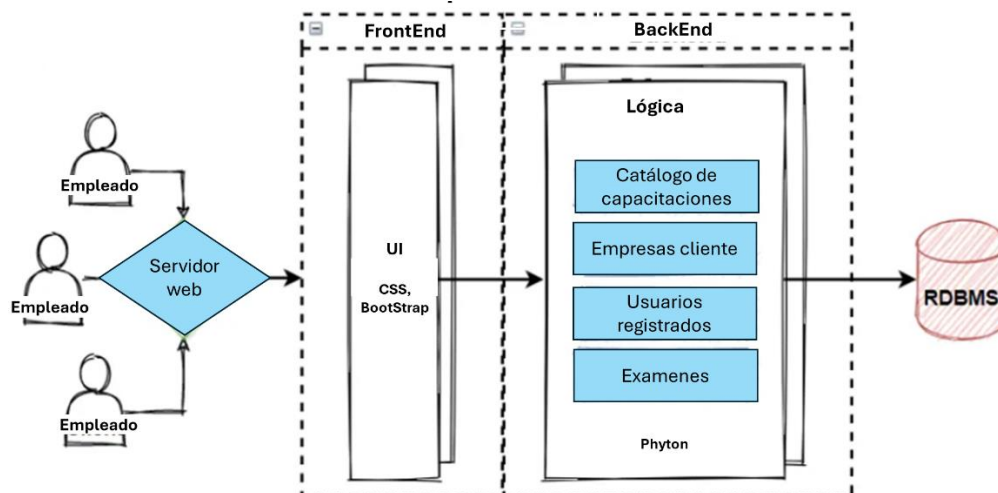 FrontEnd
BackEnd
Lógica
Empleado
Catálogo de
capacitaciones
Empresas cliente
Servidor
web
UI
CSS,
BootStrap
Empleado
RDBMS
Usuarios
registrados
Examenes
Empleado
Phyton